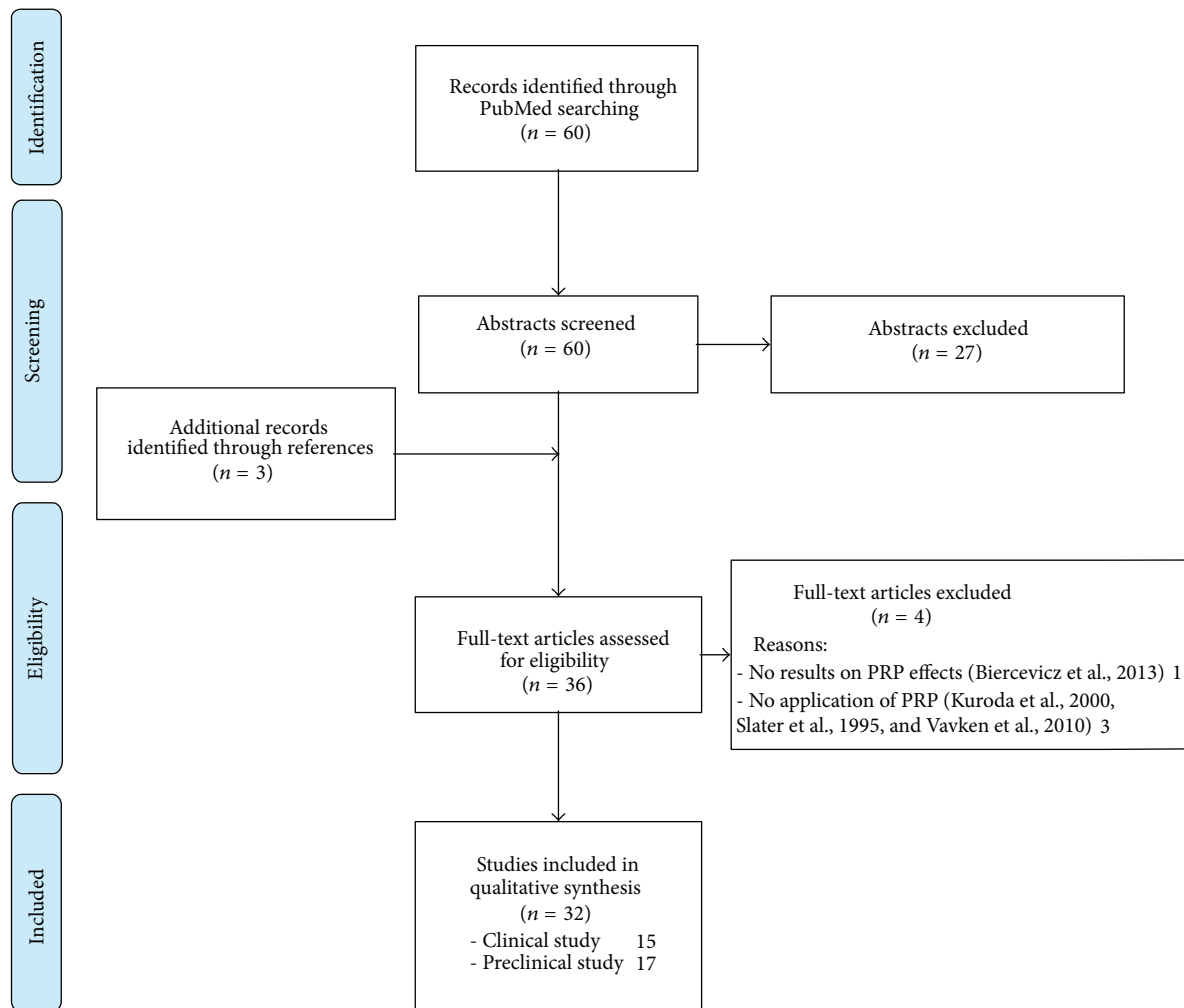 Identification
Records identified through
PubMed searching
(n = 60)
Screening
Abstracts screened
(n = 60)
Abstracts excluded
(n = 27)
Additional records
identified through references
(n = 3)
Eligibility
Full-text articles assessed
for eligibility
(n = 36)
Full-text articles excluded
(n = 4)
Reasons:
- No results on PRP effects (Biercevicz et al., 2013) 1
- No application of PRP (Kuroda et al., 2000,
Slater et al., 1995, and Vavken et al., 2010) 3
Included
Studies included in
qualitative synthesis
(n = 32)
- Clinical study 15
- Preclinical study 17